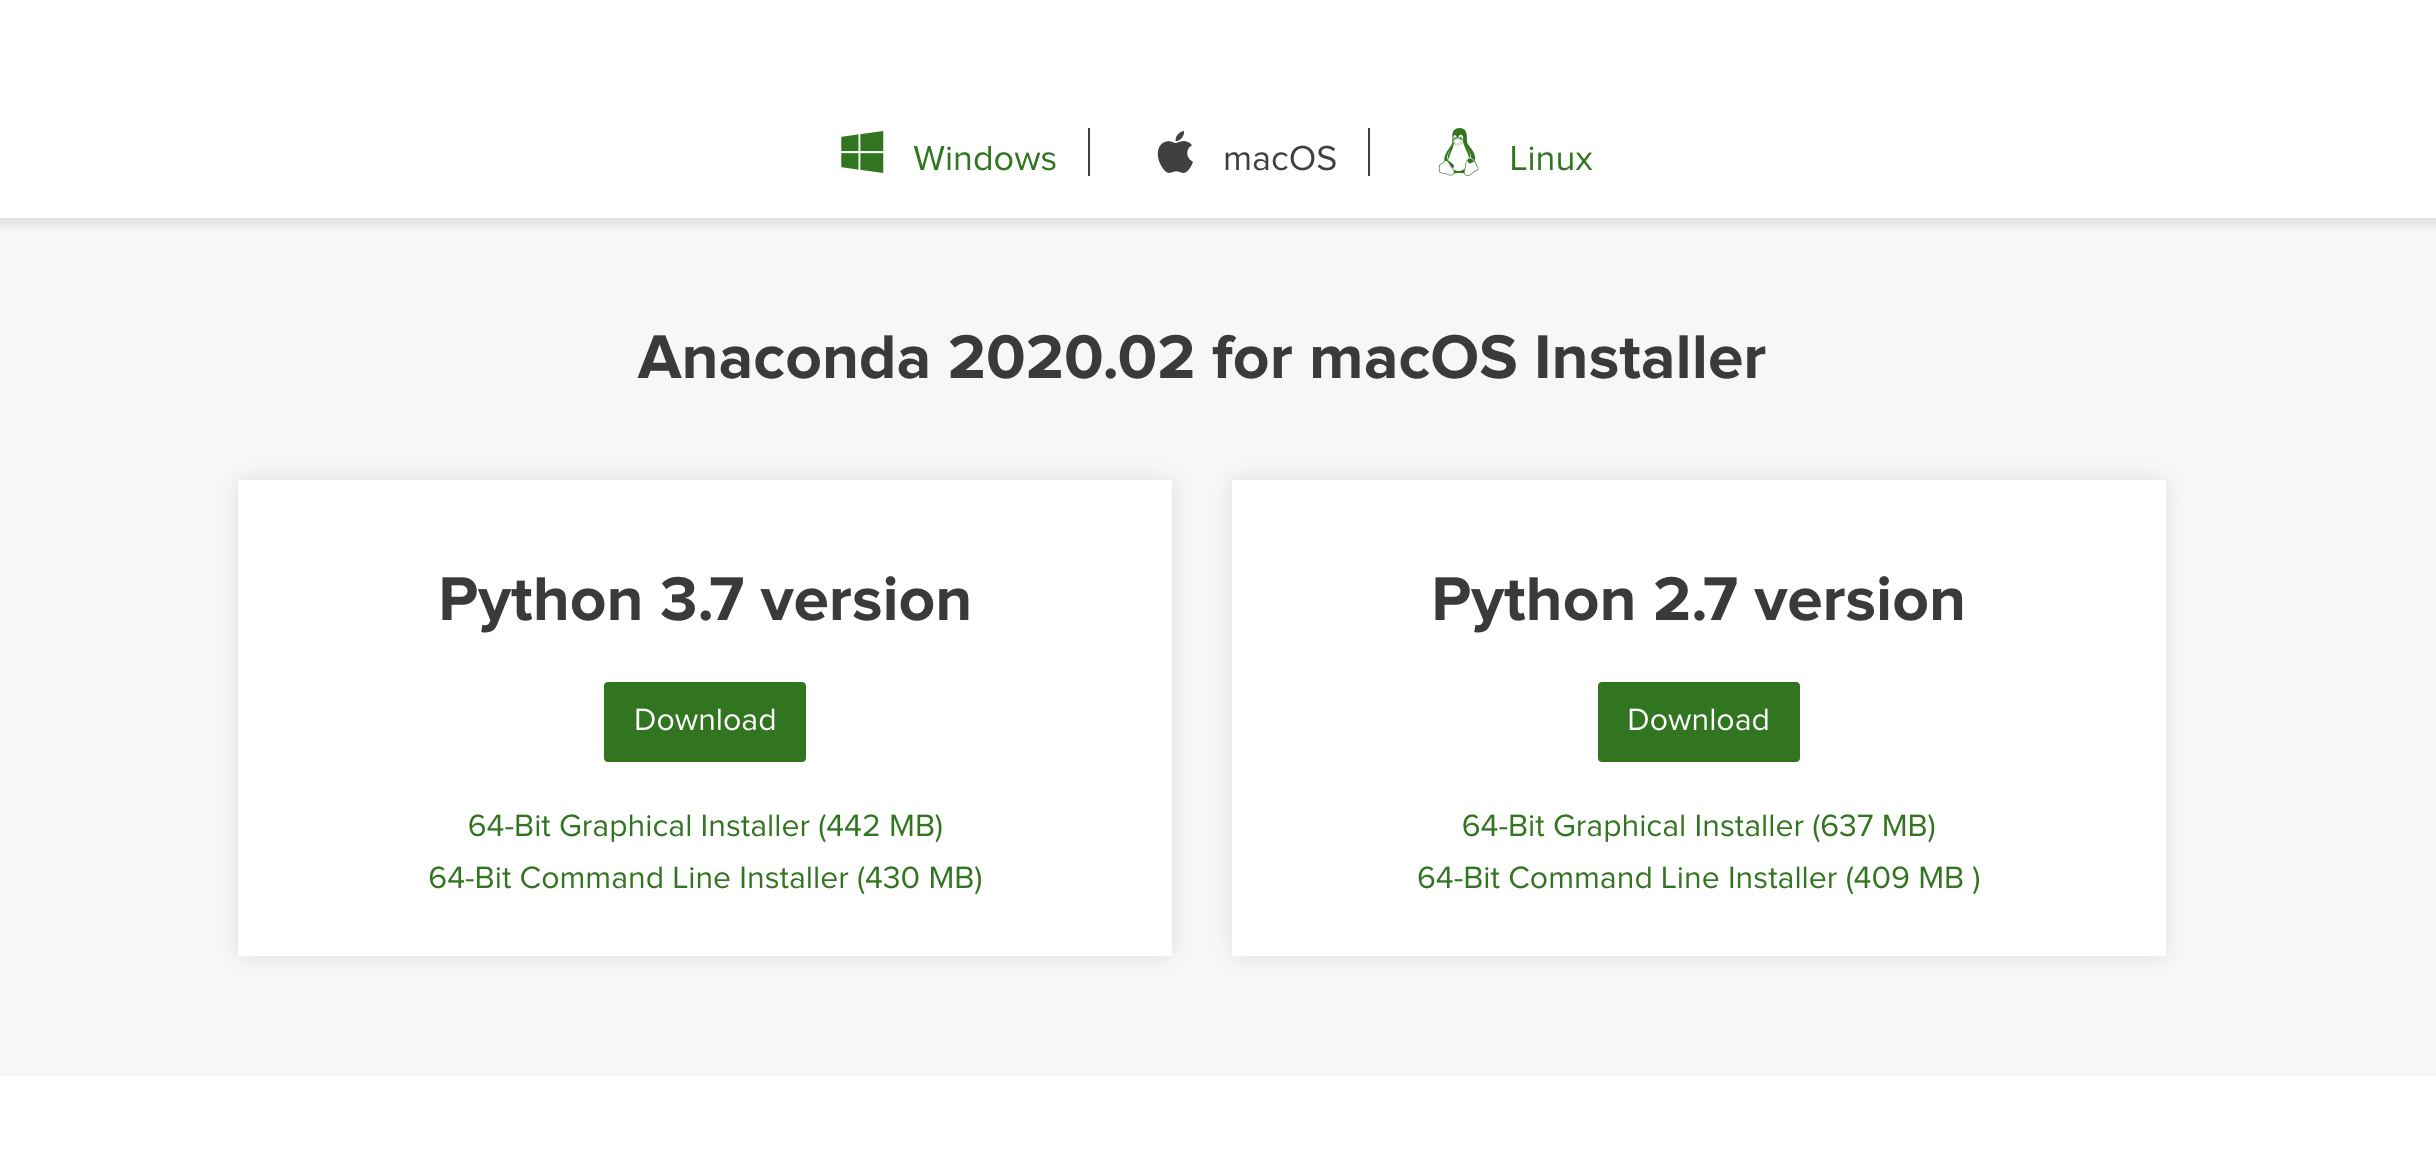 Windows | macOS | Linux
Anaconda 2020.02 for macOS Installer
Python 3.7 version
Download
64-Bit Graphical Installer (442 MB)
64-Bit Command Line Installer (430 MB)
Python 2.7 version
Download
64-Bit Graphical Installer (637 MB)
64-Bit Command Line Installer (409 MB )